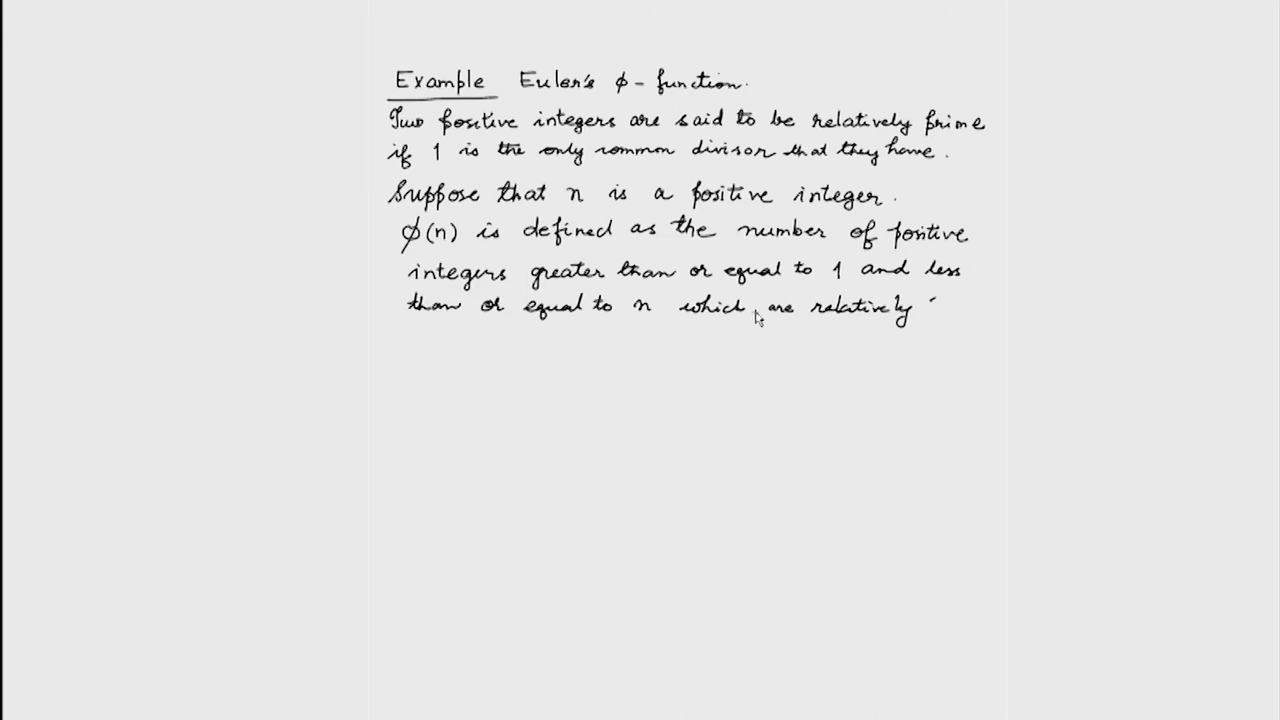 Example Euler's ϕ-function.
Two positive integers are said to be relatively prime
if 1 is the only common divisor that they have.
Suppose that n is a positive integer.
ϕ(n) is defined as the number of positive
integers greater than or equal to 1 and less
than or equal to n which are relatively